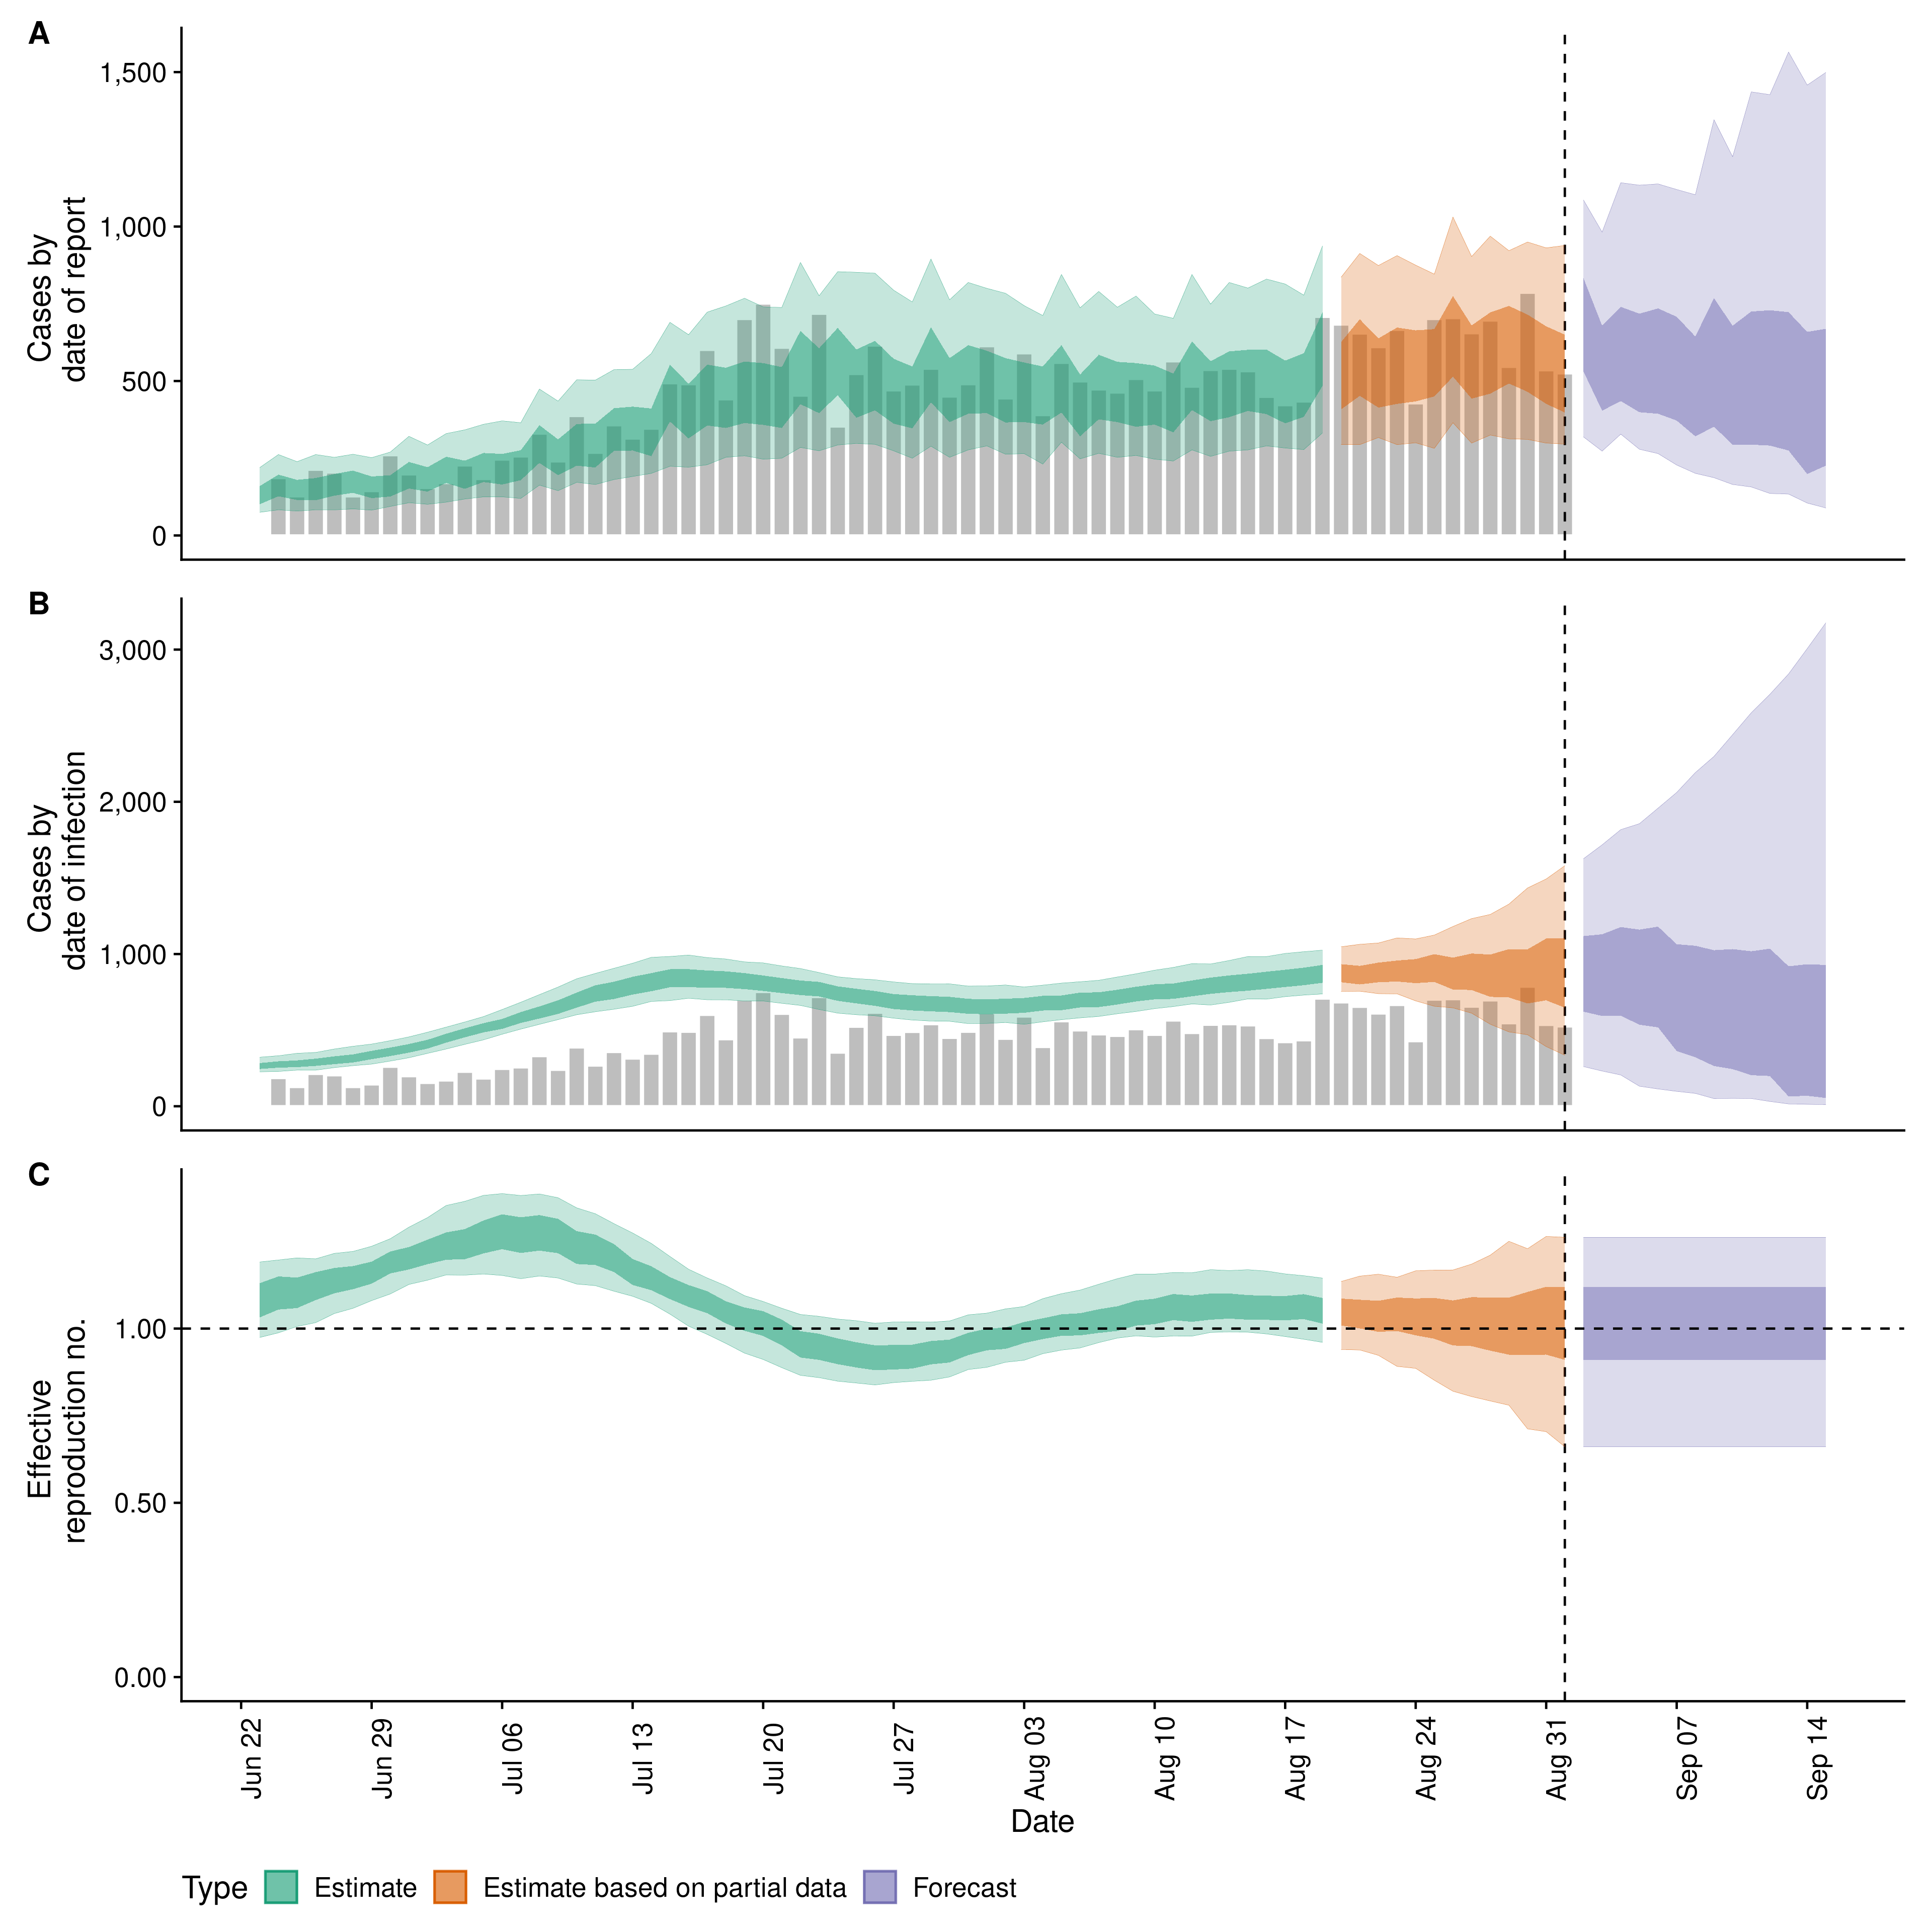 A
Cases by
date of report
1,500
1,000
500
0
B
Cases by
date of infection
3,000
2,000
1,000
0
C
Effective
reproduction no.
1.00
0.50
0.00
Jun 22
Jun 29
Jul 06
Jul 13
Jul 20
Jul 27
Aug 03
Aug 10
Aug 17
Aug 24
Aug 31
Sep 07
Sep 14
Date
Type Estimate Estimate based on partial data Forecast